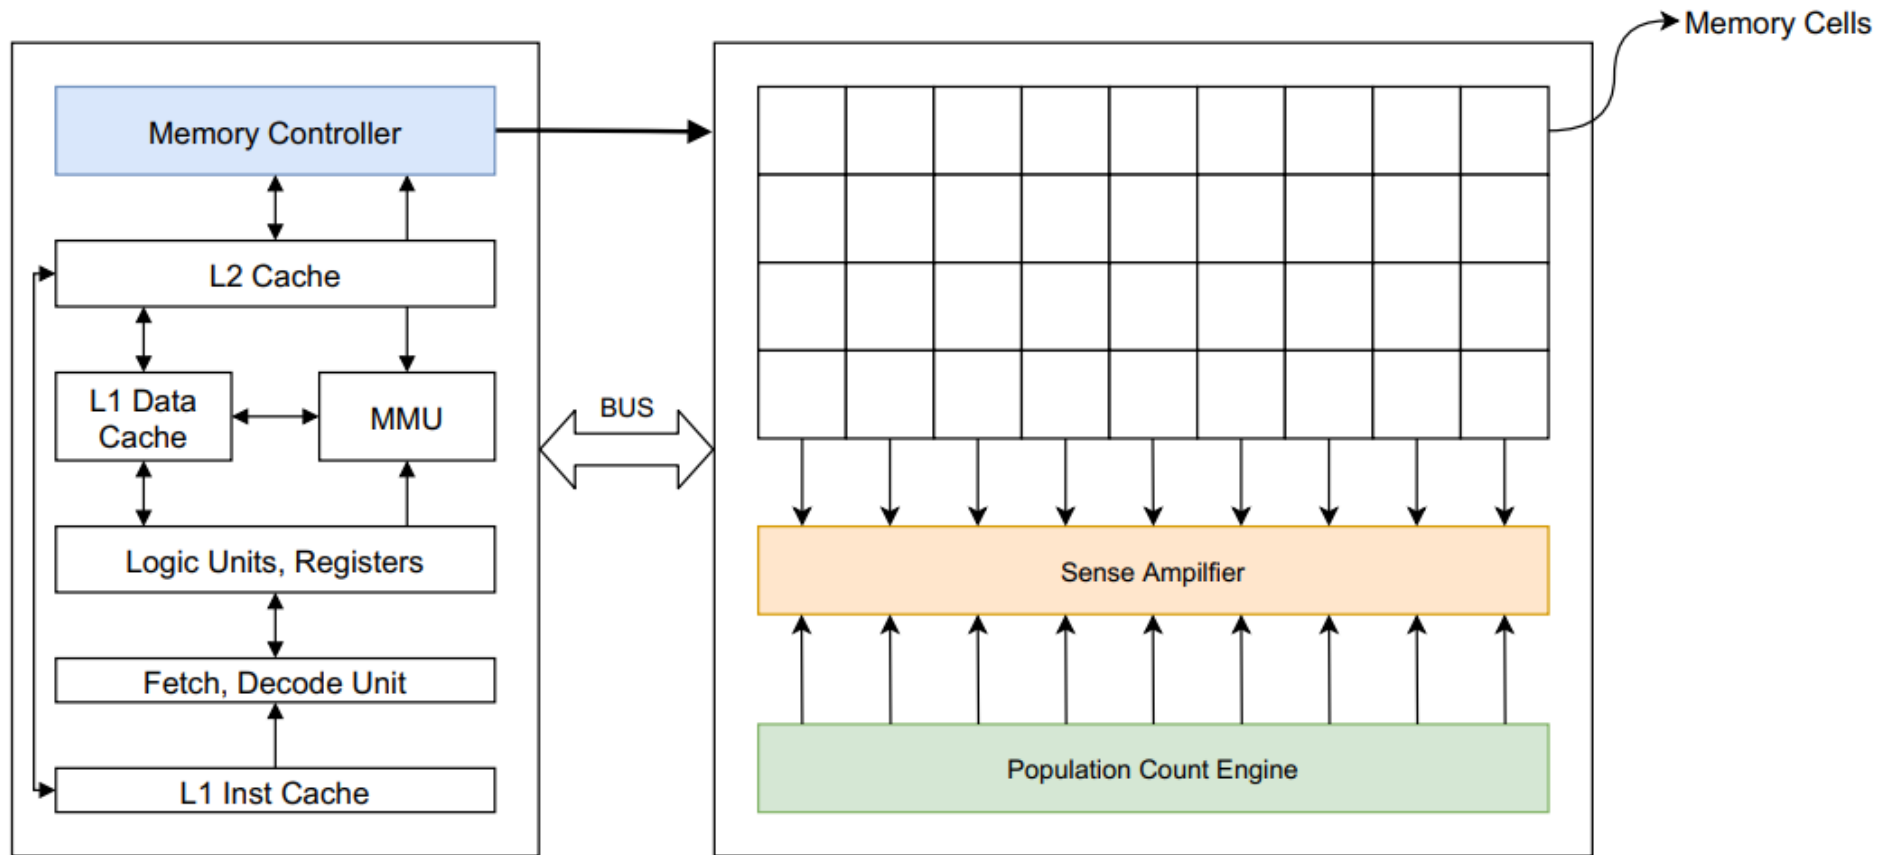 Memory Cells
Memory Controller
L2 Cache
L1 Data
Cache
MMU
BUS
Logic Units, Registers
Sense Ampilfier
Fetch, Decode Unit
Population Count Engine
L1 Inst Cache